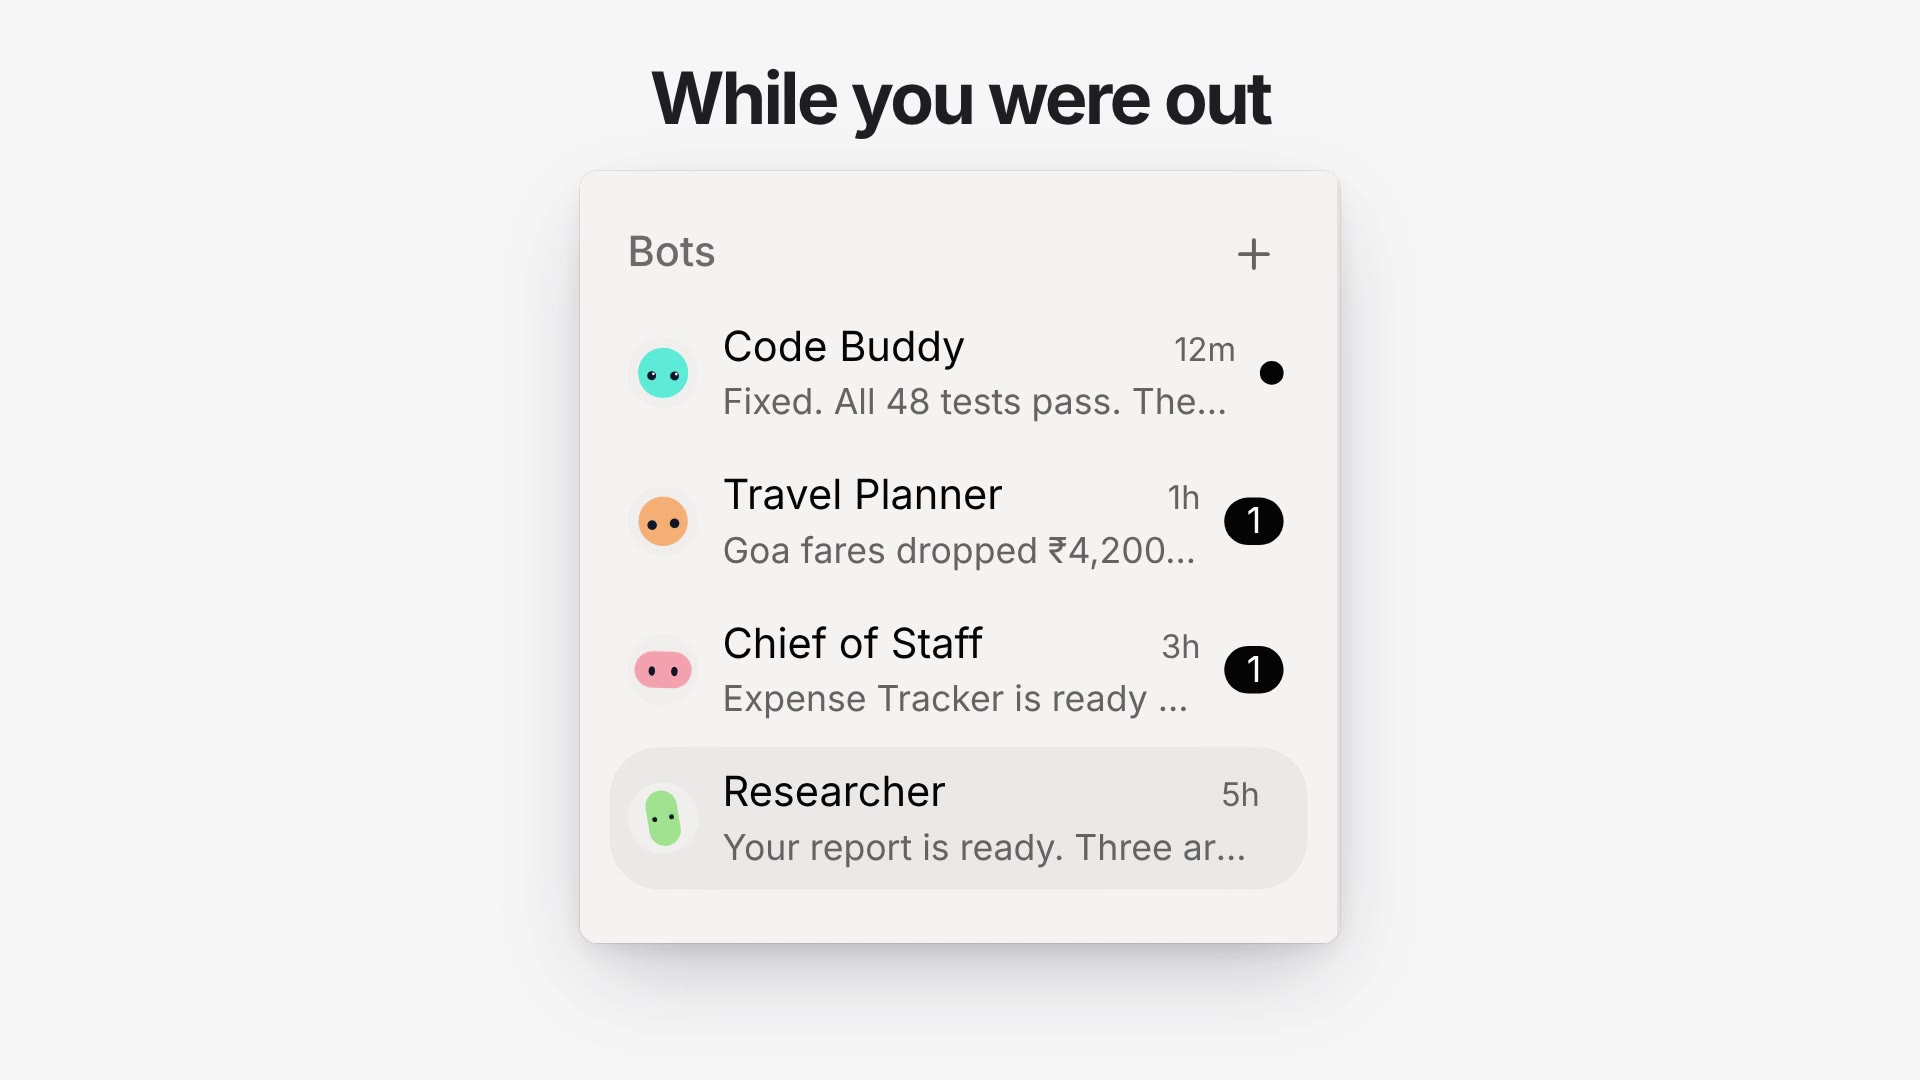 While you were out
Bots
Code Buddy 12m
Fixed. All 48 tests pass. The...
Travel Planner 1h
Goa fares dropped ₹4,200... 1
Chief of Staff 3h
Expense Tracker is ready ... 1
Researcher 5h
Your report is ready. Three ar...